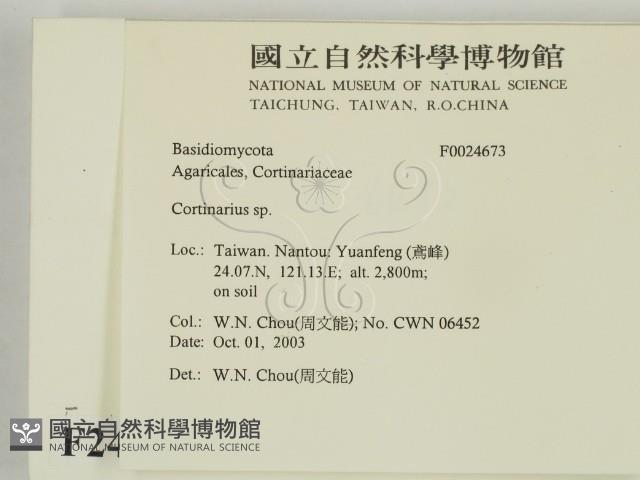 國立自然科學博物館
NATIONAL MUSEUM OF NATURAL SCIENCE
TAICHUNG, TAIWAN, R.O.CHINA
Basidiomycota F0024673
Agaricales, Cortinariaceae
Cortinarius sp.
Loc.: Taiwan. Nantou: Yuanfeng (鳶峰)
24.07.N, 121.13.E; alt. 2,800m;
on soil
Col.: W.N. Chou(周文能); No. CWN 06452
Date: Oct. 01, 2003
Det.: W.N. Chou(周文能)
F24
國立自然科學博物館
NATIONAL MUSEUM OF NATURAL SCIENCE